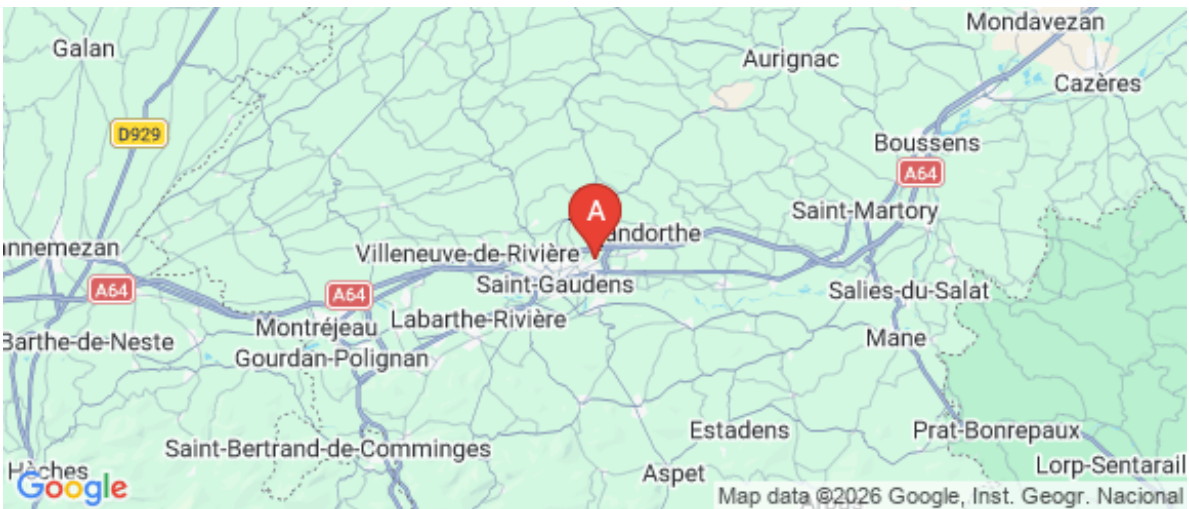 Mondavezan
Galan
Aurignac
Cazères
D929
Boussens
A64
A
Saint-Martory
andorthe
annemezan
Villeneuve-de-Rivière
Saint-Gaudens
A64
A64
Salies-du-Salat
Labarthe-Rivière
Montréjeau
Barthe-de-Neste
Mane
Gourdan-Polignan
Estadens
Prat-Bonrepaux
Saint-Bertrand-de-Comminges
Lorp-Sentarail
Hèches
Aspet
Google
Map data ©2026 Google, Inst. Geogr. Nacional